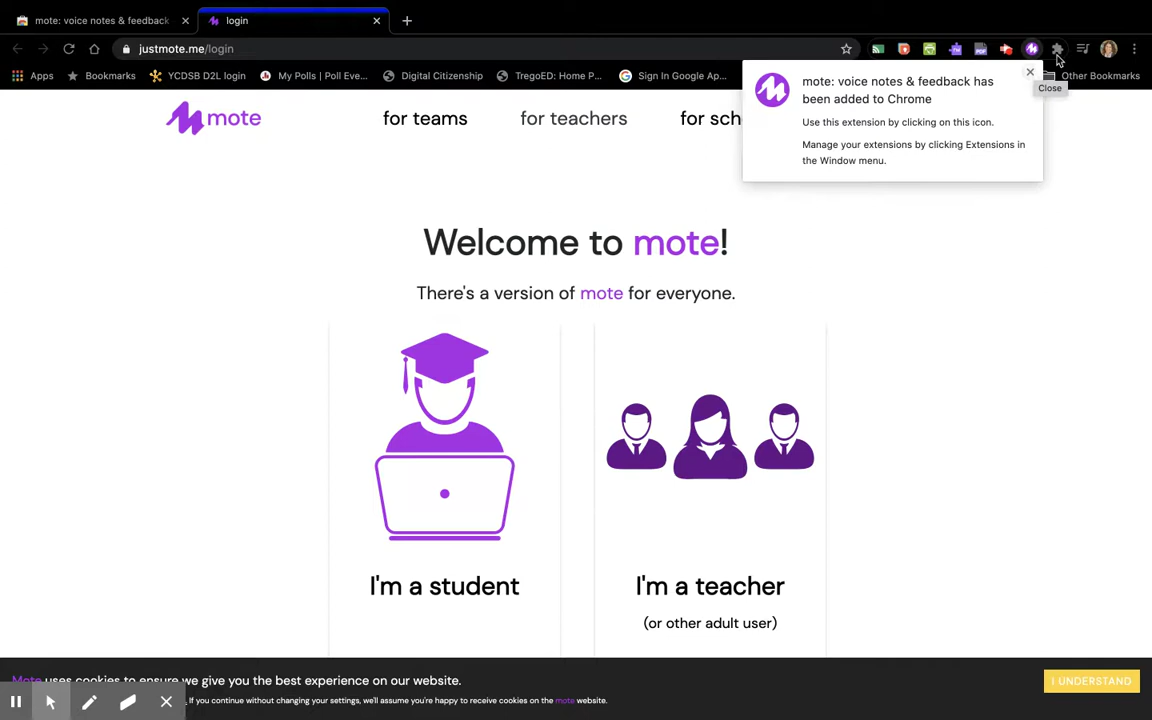 mote: voice notes & feedback
login
justmote.me/login
Apps
Bookmarks
YCDSB D2L login
My Polls | Poll Eve...
Digital Citizenship
TregoED: Home P...
Sign In Google Ap...
Other Bookmarks
Close
mote: voice notes & feedback has
been added to Chrome
Use this extension by clicking on this icon.
Manage your extensions by clicking Extensions in
the Window menu.
mote
for teams
for teachers
for sch
Welcome to mote!
There's a version of mote for everyone.
I'm a student
I'm a teacher
(or other adult user)
Mote uses cookies to ensure we give you the best experience on our website.
If you continue without changing your settings, we'll assume you're happy to receive cookies on the mote website.
I UNDERSTAND